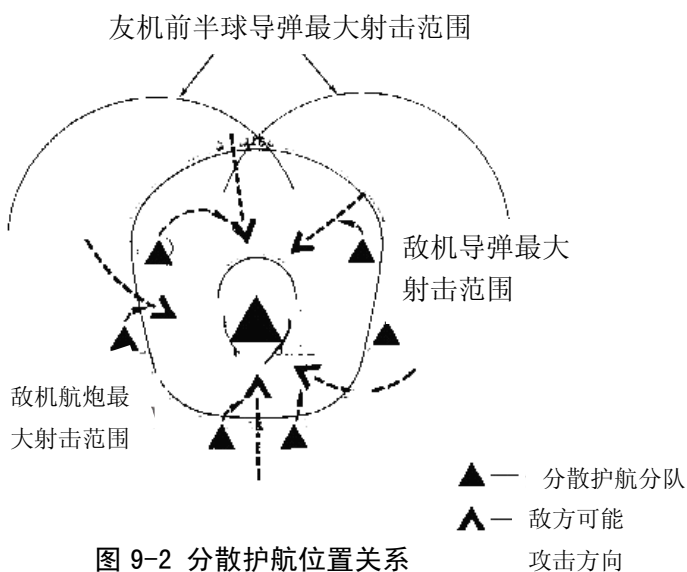 友机前半球导弹最大射击范围
敌机导弹最大
射击范围
敌机航炮最
大射击范围
分散护航分队
敌方可能
攻击方向
图 9-2 分散护航位置关系